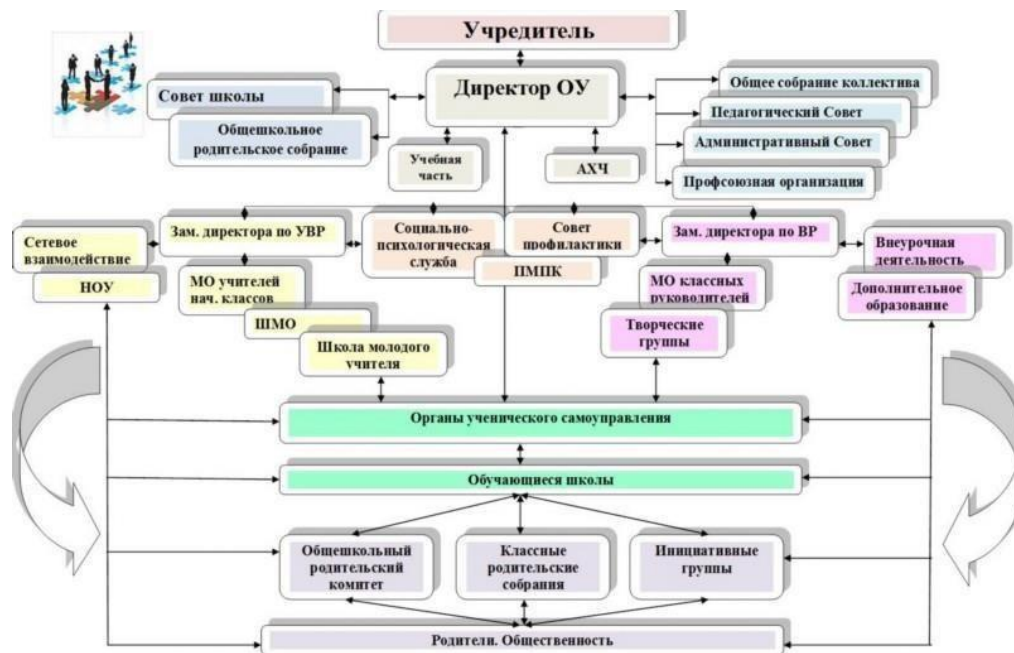 Учредитель
Директор ОУ
Совет школы
Общешкольное
родительское собрание
Учебная
часть
АХЧ
Общее собрание коллектива
Педагогический Совет
Административный Совет
Профсоюзная организация
Сетевое
взаимодействие
НОУ
Зам. директора по УВР
МО учителей
нач. классов
ШМО
Школа молодого
учителя
Социально-
психологическая
служба
Совет
профилактики
ПМПК
Зам. директора по ВР
МО классных
руководителей
Творческие
группы
Внеурочная
деятельность
Дополнительное
образование
Органы ученического самоуправления
Обучающиеся школы
Общешкольный
родительский
комитет
Классные
родительские
собрания
Инициативные
группы
Родители. Общественность